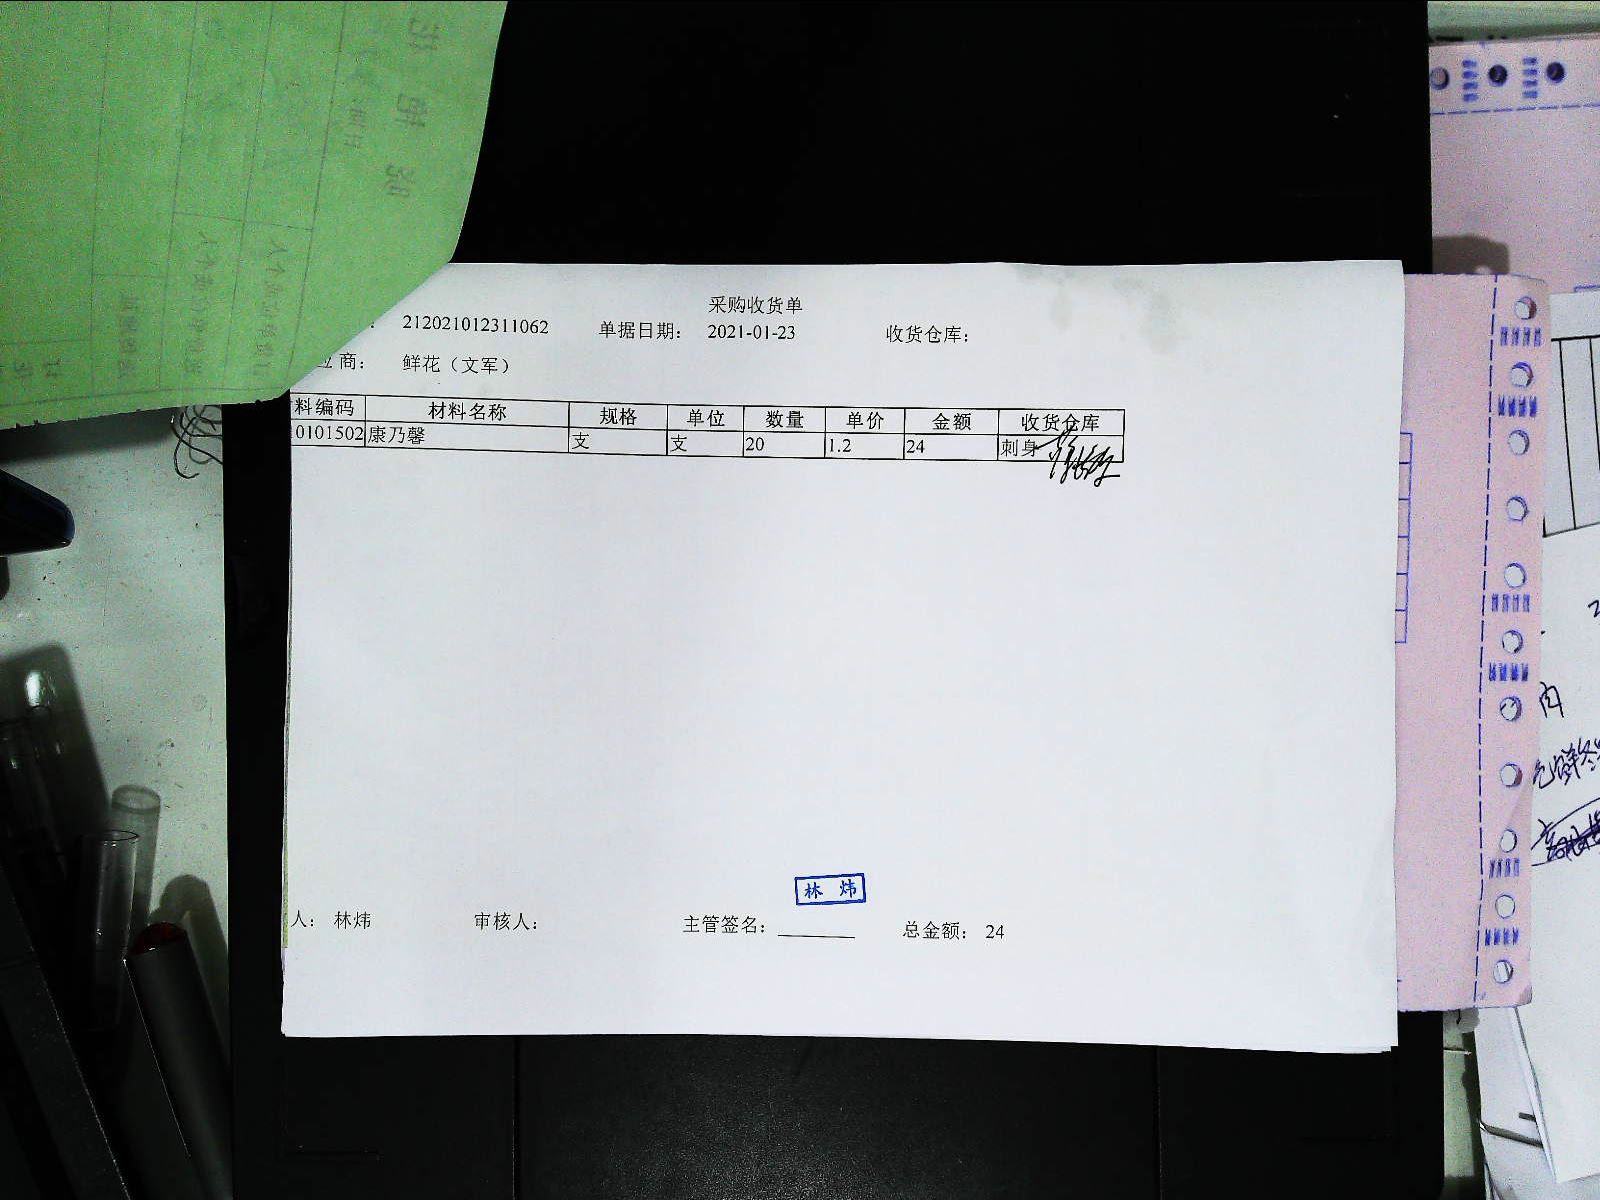 采购收货单
: 212021012311062 单据日期: 2021-01-23 收货仓库:
应商: 鲜花（文军）
料编码 材料名称 规格 单位 数量 单价 金额 收货仓库
0101502 康乃馨 支 支 20 1.2 24 刺身
林 炜
人: 林炜 审核人: 主管签名: 总金额: 24